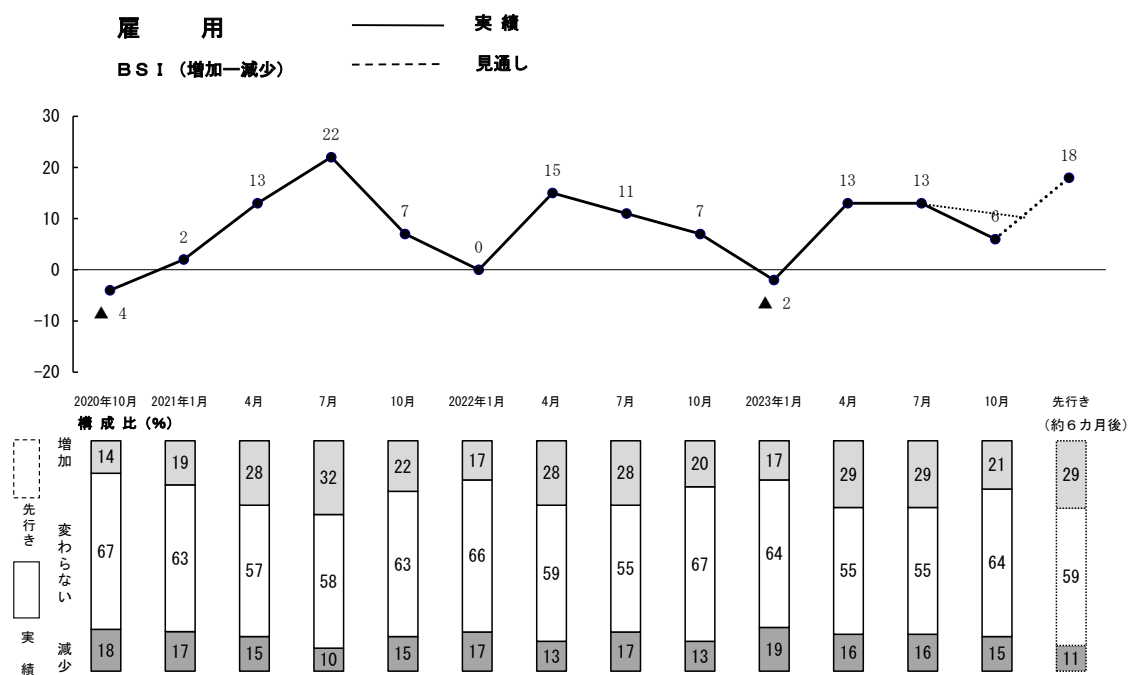 雇 用
実 績
ＢＳＩ（増加－減少）
見通し
30
20
10
0
-10
-20
▲ 4
2
13
22
7
0
15
11
7
▲ 2
13
13
6
18
2020年10月 2021年1月 4月 7月 10月 2022年1月 4月 7月 10月 2023年1月 4月 7月 10月 先行き
(約６カ月後)
構 成 比 (%)
増加
14 19 28 32 22 17 28 28 20 17 29 29 21 29
先行き
変わらない
67 63 57 58 63 66 59 55 67 64 55 55 64 59
実 績
減少
18 17 15 10 15 17 13 17 13 19 16 16 15 11